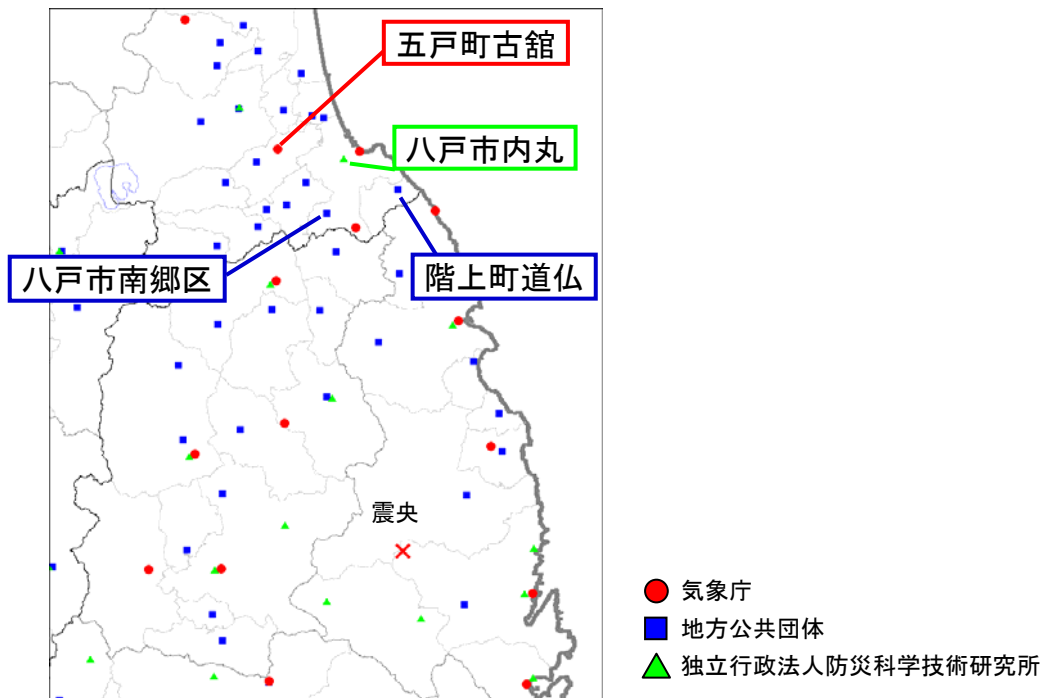 五戸町古舘
八戸市内丸
八戸市南郷区
階上町道仏
震央
気象庁
地方公共団体
独立行政法人防災科学技術研究所